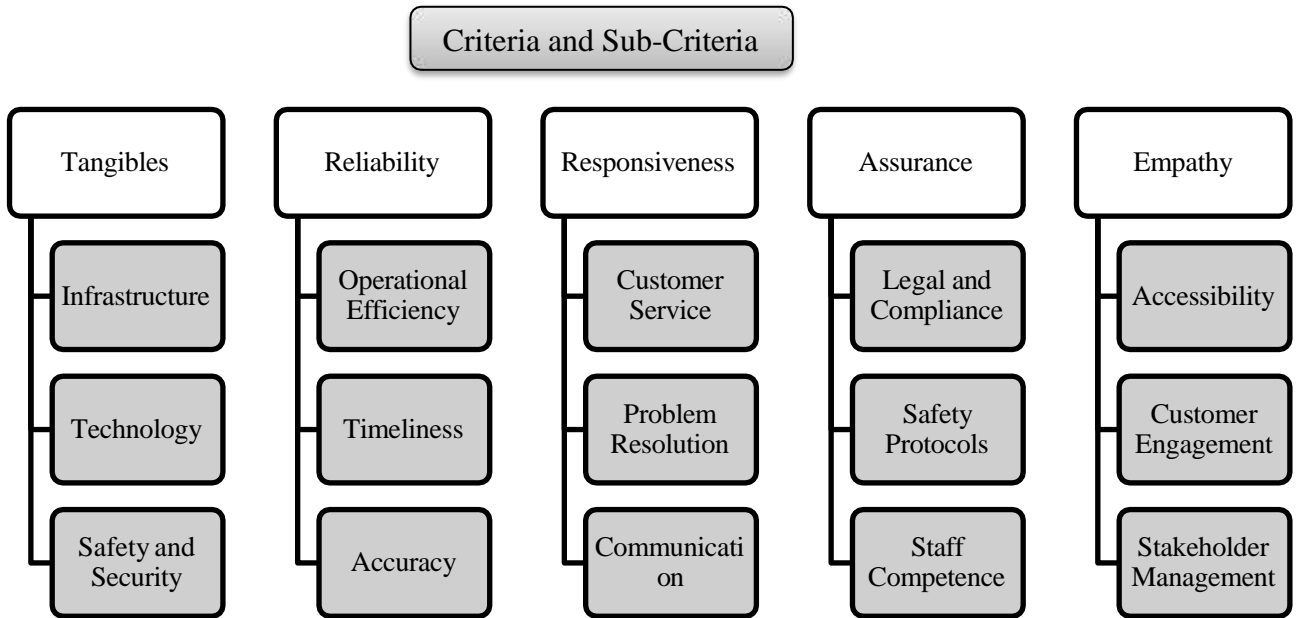 Criteria and Sub-Criteria
Tangibles
Infrastructure
Technology
Safety and
Security
Reliability
Operational
Efficiency
Timeliness
Accuracy
Responsiveness
Customer
Service
Problem
Resolution
Communicati
on
Assurance
Legal and
Compliance
Safety
Protocols
Staff
Competence
Empathy
Accessibility
Customer
Engagement
Stakeholder
Management